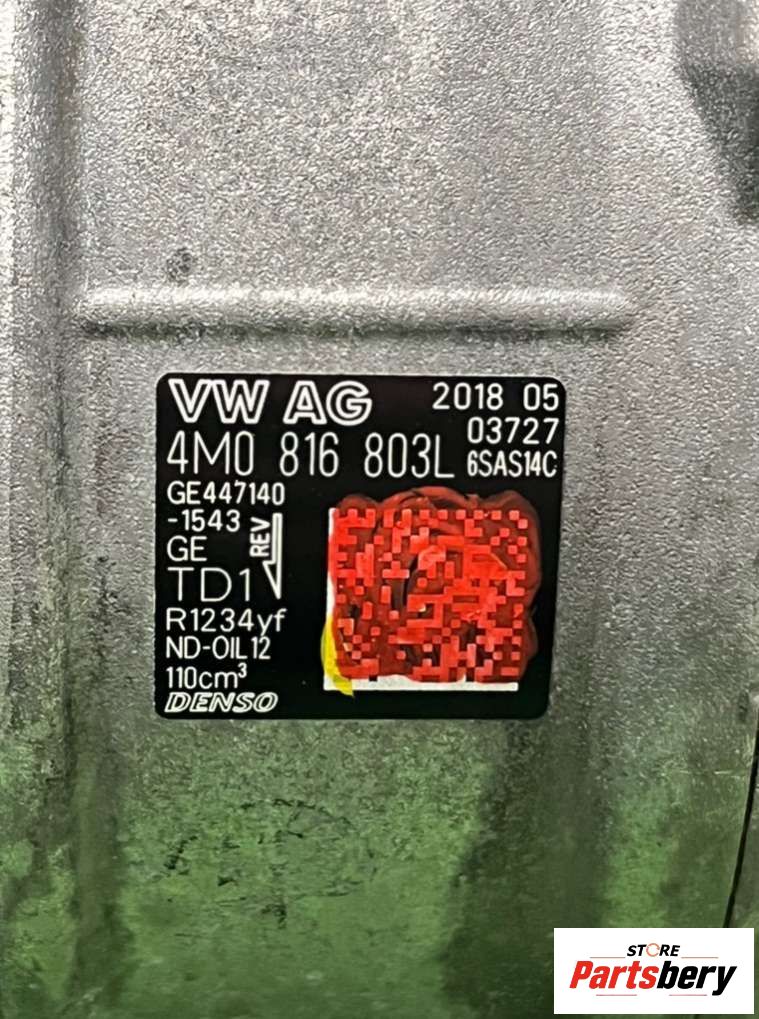 VW AG 2018 05
03727
4M0 816 803L 6SAS14C
GE447140
-1543
GE REV
TD1
R1234yf
ND-OIL12
110cm³
DENSO
STORE
Partsbery